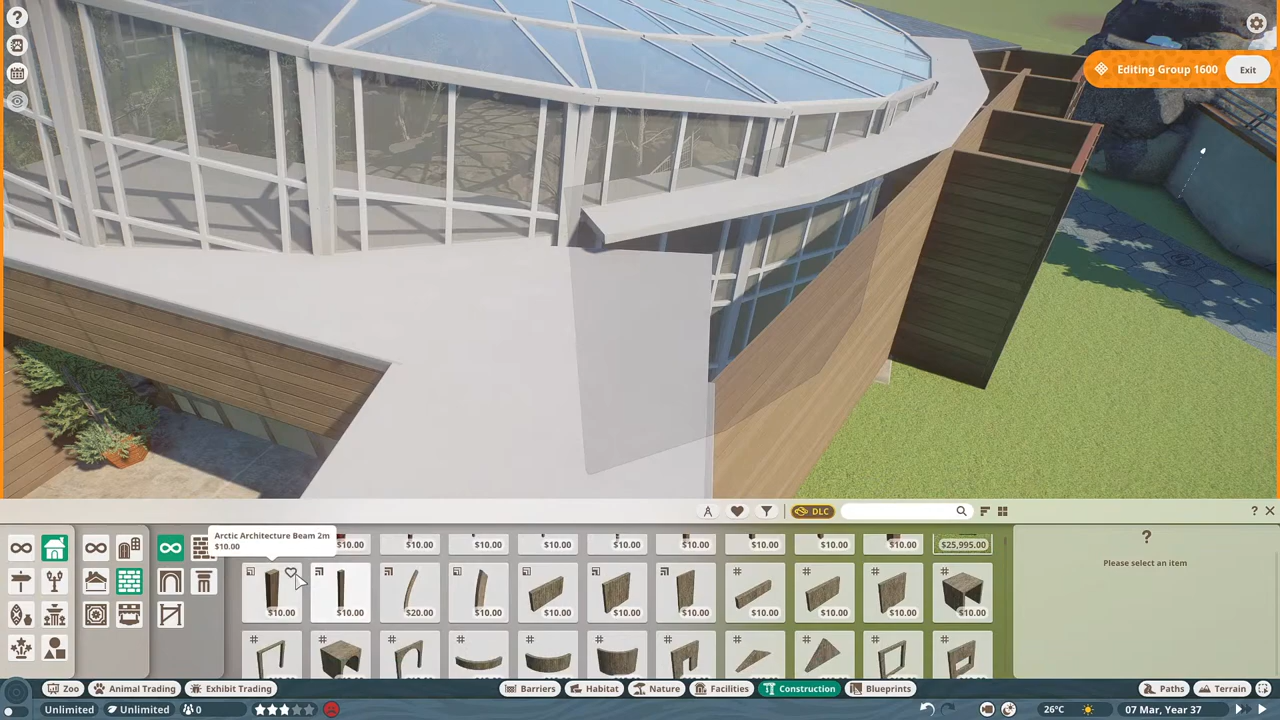 ?
Editing Group 1600
Exit
DLC
?
Arctic Architecture Beam 2m
$10.00
$10.00
$10.00
$10.00
$10.00
$10.00
$10.00
$10.00
$10.00
$10.00
$25,995.00
$10.00
$10.00
$20.00
$10.00
$10.00
$10.00
$10.00
$10.00
$10.00
$10.00
$10.00
?
Please select an item
Zoo
Animal Trading
Exhibit Trading
Barriers
Habitat
Nature
Facilities
Construction
Blueprints
Paths
Terrain
Unlimited
Unlimited
0
26°C
07 Mar, Year 37